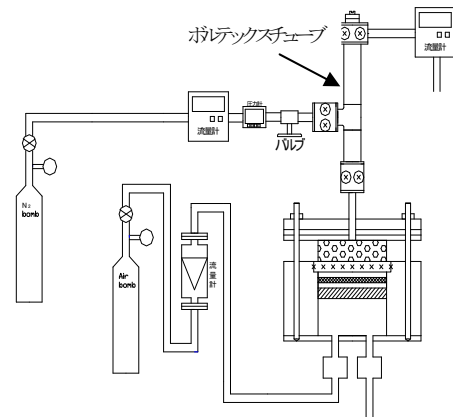 ボルテックスチューブ
流量計
圧力計
流量計
バルブ
N₂
bomb
Air
bomb
流
量
計